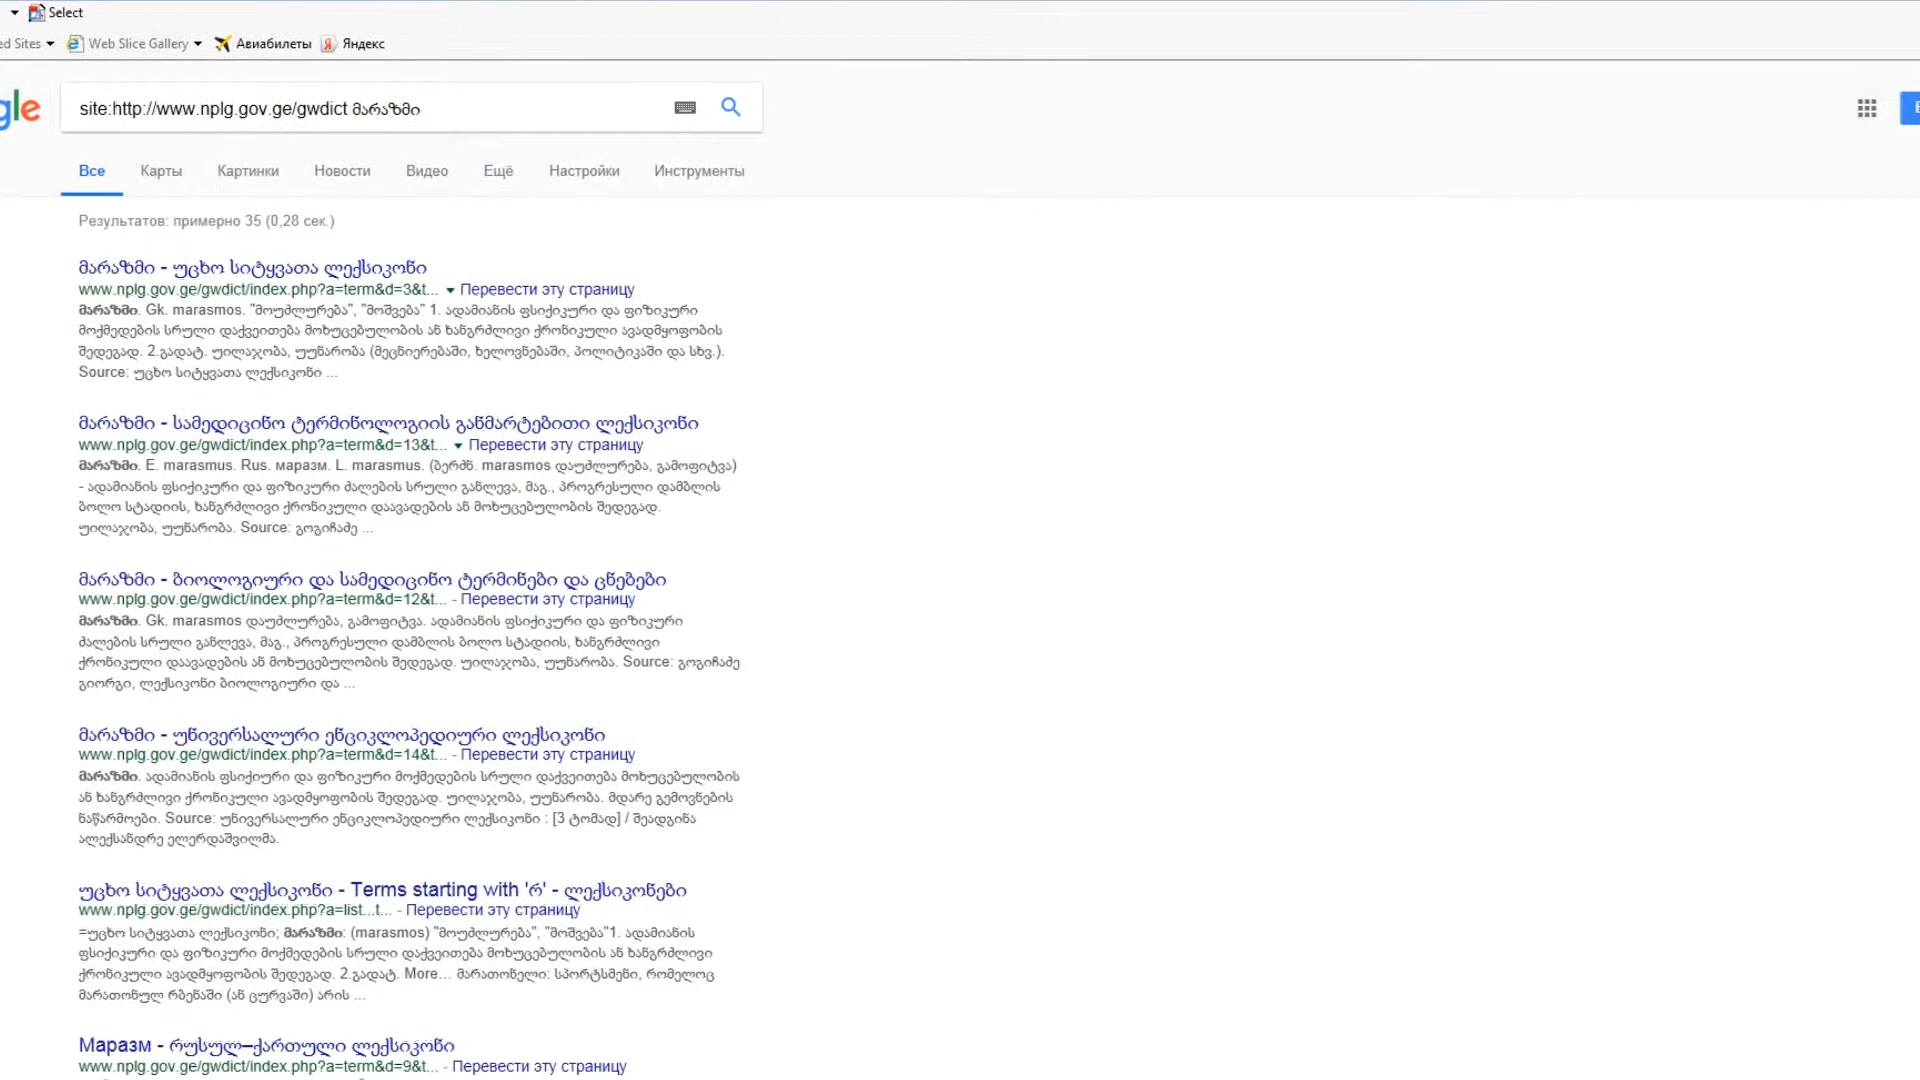 Select
ed Sites Web Slice Gallery Авиабилеты Яндекс
gle site:http://www.nplg.gov.ge/gwdict მარაზმი
Все Карты Картинки Новости Видео Ещё Настройки Инструменты
Результатов: примерно 35 (0,28 сек.)
მარაზმი - უცხო სიტყვათა ლექსიკონი
www.nplg.gov.ge/gwdict/index.php?a=term&d=3&t... Перевести эту страницу
მარაზმი. Gk. marasmos. "მოუძლურება", "მოშვება" 1. ადამიანის ფსიქიკური და ფიზიკური
მოქმედების სრული დაქვეითება მოხუცებულობის ან ხანგრძლივი ქრონიკული ავადმყოფობის
შედეგად. 2.გადატ. უილაჯობა, უუნარობა (მეცნიერებაში, ხელოვნებაში, პოლიტიკაში და სხვ.).
Source: უცხო სიტყვათა ლექსიკონი ...
მარაზმი - სამედიცინო ტერმინოლოგიის განმარტებითი ლექსიკონი
www.nplg.gov.ge/gwdict/index.php?a=term&d=13&t... Перевести эту страницу
მარაზმი. E. marasmus. Rus. маразм. L. marasmus. (ბერძნ. marasmos დაუძლურება, გამოფიტვა)
- ადამიანის ფსიქიკური და ფიზიკური ძალების სრული განლევა, მაგ., პროგრესული დამბლის
ბოლო სტადიის, ხანგრძლივი ქრონიკული დაავადების ან მოხუცებულობის შედეგად.
უილაჯობა, უუნარობა. Source: გოგიჩაძე ...
მარაზმი - ბიოლოგიური და სამედიცინო ტერმინები და ცნებები
www.nplg.gov.ge/gwdict/index.php?a=term&d=12&t... - Перевести эту страницу
მარაზმი. Gk. marasmos დაუძლურება, გამოფიტვა. ადამიანის ფსიქიკური და ფიზიკური
ძალების სრული განლევა, მაგ., პროგრესული დამბლის ბოლო სტადიის, ხანგრძლივი
ქრონიკული დაავადების ან მოხუცებულობის შედეგად. უილაჯობა, უუნარობა. Source: გოგიჩაძე
გიორგი, ლექსიკონი ბიოლოგიური და ...
მარაზმი - უნივერსალური ენციკლოპედიური ლექსიკონი
www.nplg.gov.ge/gwdict/index.php?a=term&d=14&t... - Перевести эту страницу
მარაზმი. ადამიანის ფსიქიური და ფიზიკური მოქმედების სრული დაქვეითება მოხუცებულობის
ან ხანგრძლივი ქრონიკული ავადმყოფობის შედეგად. უილაჯობა, უუნარობა. მდარე გემოვნების
ნაწარმოები. Source: უნივერსალური ენციკლოპედიური ლექსიკონი : [3 ტომად] / შეადგინა
ალექსანდრე ელერდაშვილმა.
უცხო სიტყვათა ლექსიკონი - Terms starting with 'რ' - ლექსიკონები
www.nplg.gov.ge/gwdict/index.php?a=list...t... - Перевести эту страницу
=უცხო სიტყვათა ლექსიკონი; მარაზმი: (marasmos) "მოუძლურება", "მოშვება"1. ადამიანის
ფსიქიკური და ფიზიკური მოქმედების სრული დაქვეითება მოხუცებულობის ან ხანგრძლივი
ქრონიკული ავადმყოფობის შედეგად. 2.გადატ. More... მარათონელი: სპორტსმენი, რომელოც
მარათონულ რბენაში (ან ცურვაში) არის ...
Маразм - რუსულ–ქართული ლექსიკონი
www.nplg.gov.ge/gwdict/index.php?a=term&d=9&t... - Перевести эту страницу